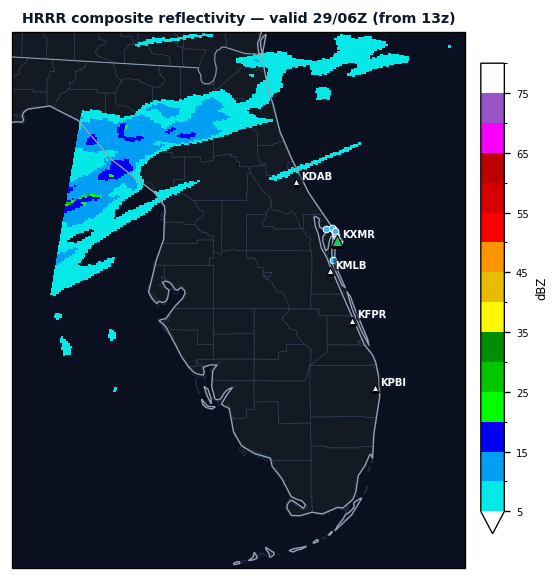 HRRR composite reflectivity — valid 29/06Z (from 13z)
75
65
KDAB
55
KXMR
45
KMLB
dBZ
35
KFPR
25
KPBI
15
5